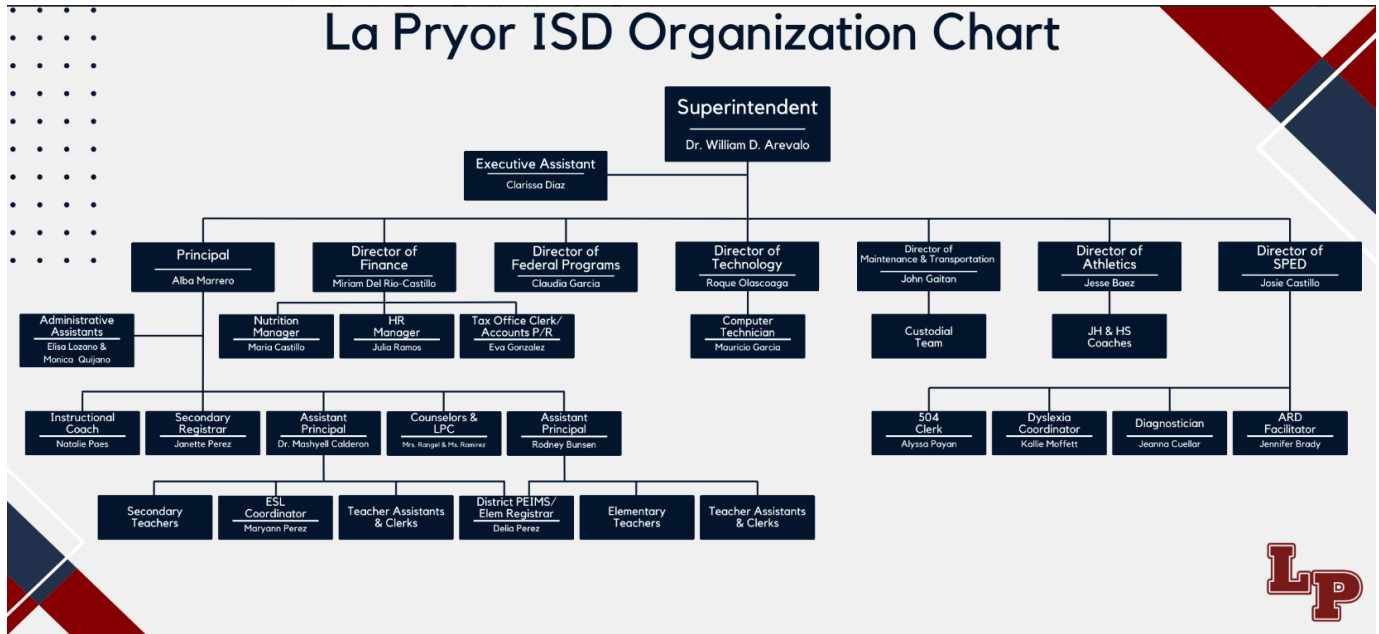 La Pryor ISD Organization Chart
Superintendent
Dr. William D. Arevalo
Executive Assistant
Clarissa Diaz
Principal
Alba Marrero
Director of
Finance
Miriam Del Rio-Castillo
Director of
Federal Programs
Claudia Garcia
Director of
Technology
Roque Olascoaga
Director of
Maintenance & Transportation
John Gaitan
Director of
Athletics
Jesse Baez
Director of
SPED
Josie Castillo
Administrative
Assistants
Elisa Lozano &
Monica Quijano
Nutrition
Manager
Maria Castillo
HR
Manager
Julia Ramos
Tax Office Clerk/
Accounts P/R
Eva Gonzalez
Computer
Technician
Mauricio Garcia
Custodial
Team
JH & HS
Coaches
Instructional
Coach
Natalie Paes
Secondary
Registrar
Janette Perez
Assistant
Principal
Dr. Mashyell Calderon
Counselors &
LPC
Mrs. Rangel & Ms. Ramirez
Assistant
Principal
Rodney Bunsen
504
Clerk
Alyssa Payan
Dyslexia
Coordinator
Kallie Moffett
Diagnostician
Jeanna Cuellar
ARD
Facilitator
Jennifer Brady
Secondary
Teachers
ESL
Coordinator
Maryann Perez
Teacher Assistants
& Clerks
District PEIMS/
Elem Registrar
Delia Perez
Elementary
Teachers
Teacher Assistants
& Clerks
LP